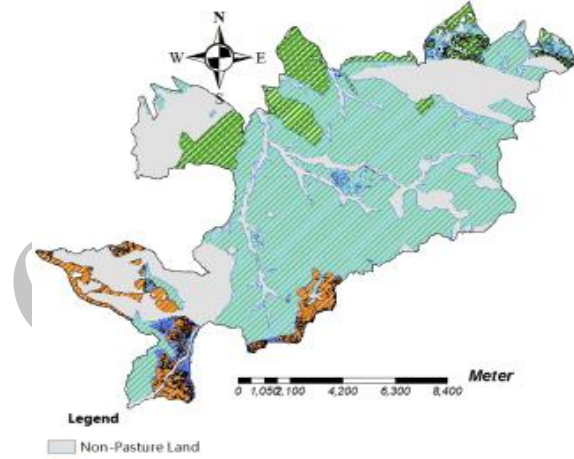 N
W E
S
Meter
0 1,050 2,100 4,200 6,300 8,400
Legend
Non-Pasture Land